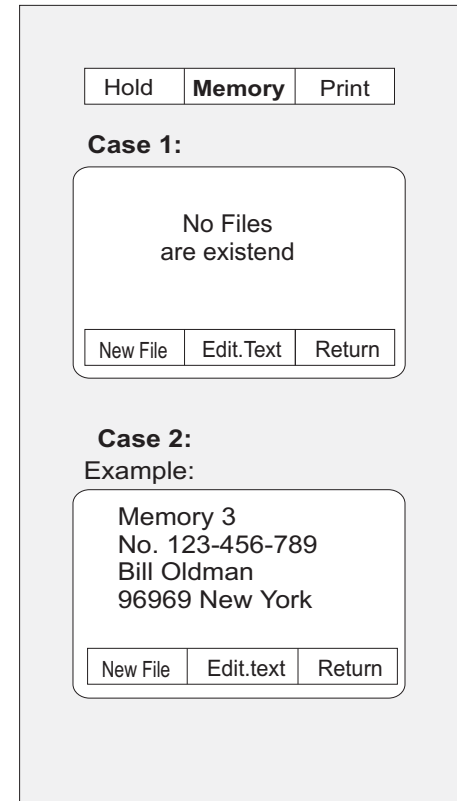 Hold Memory Print
Case 1:
No Files
are existend
New File Edit.Text Return
Case 2:
Example:
Memory 3
No. 123-456-789
Bill Oldman
96969 New York
New File Edit.text Return